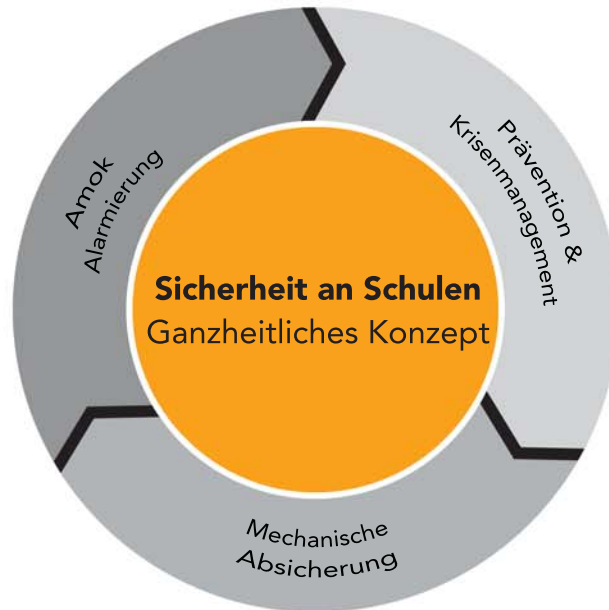 Sicherheit an Schulen
Ganzheitliches Konzept
Prävention &
Krisenmanagement
Mechanische
Absicherung
Amok
Alarmierung